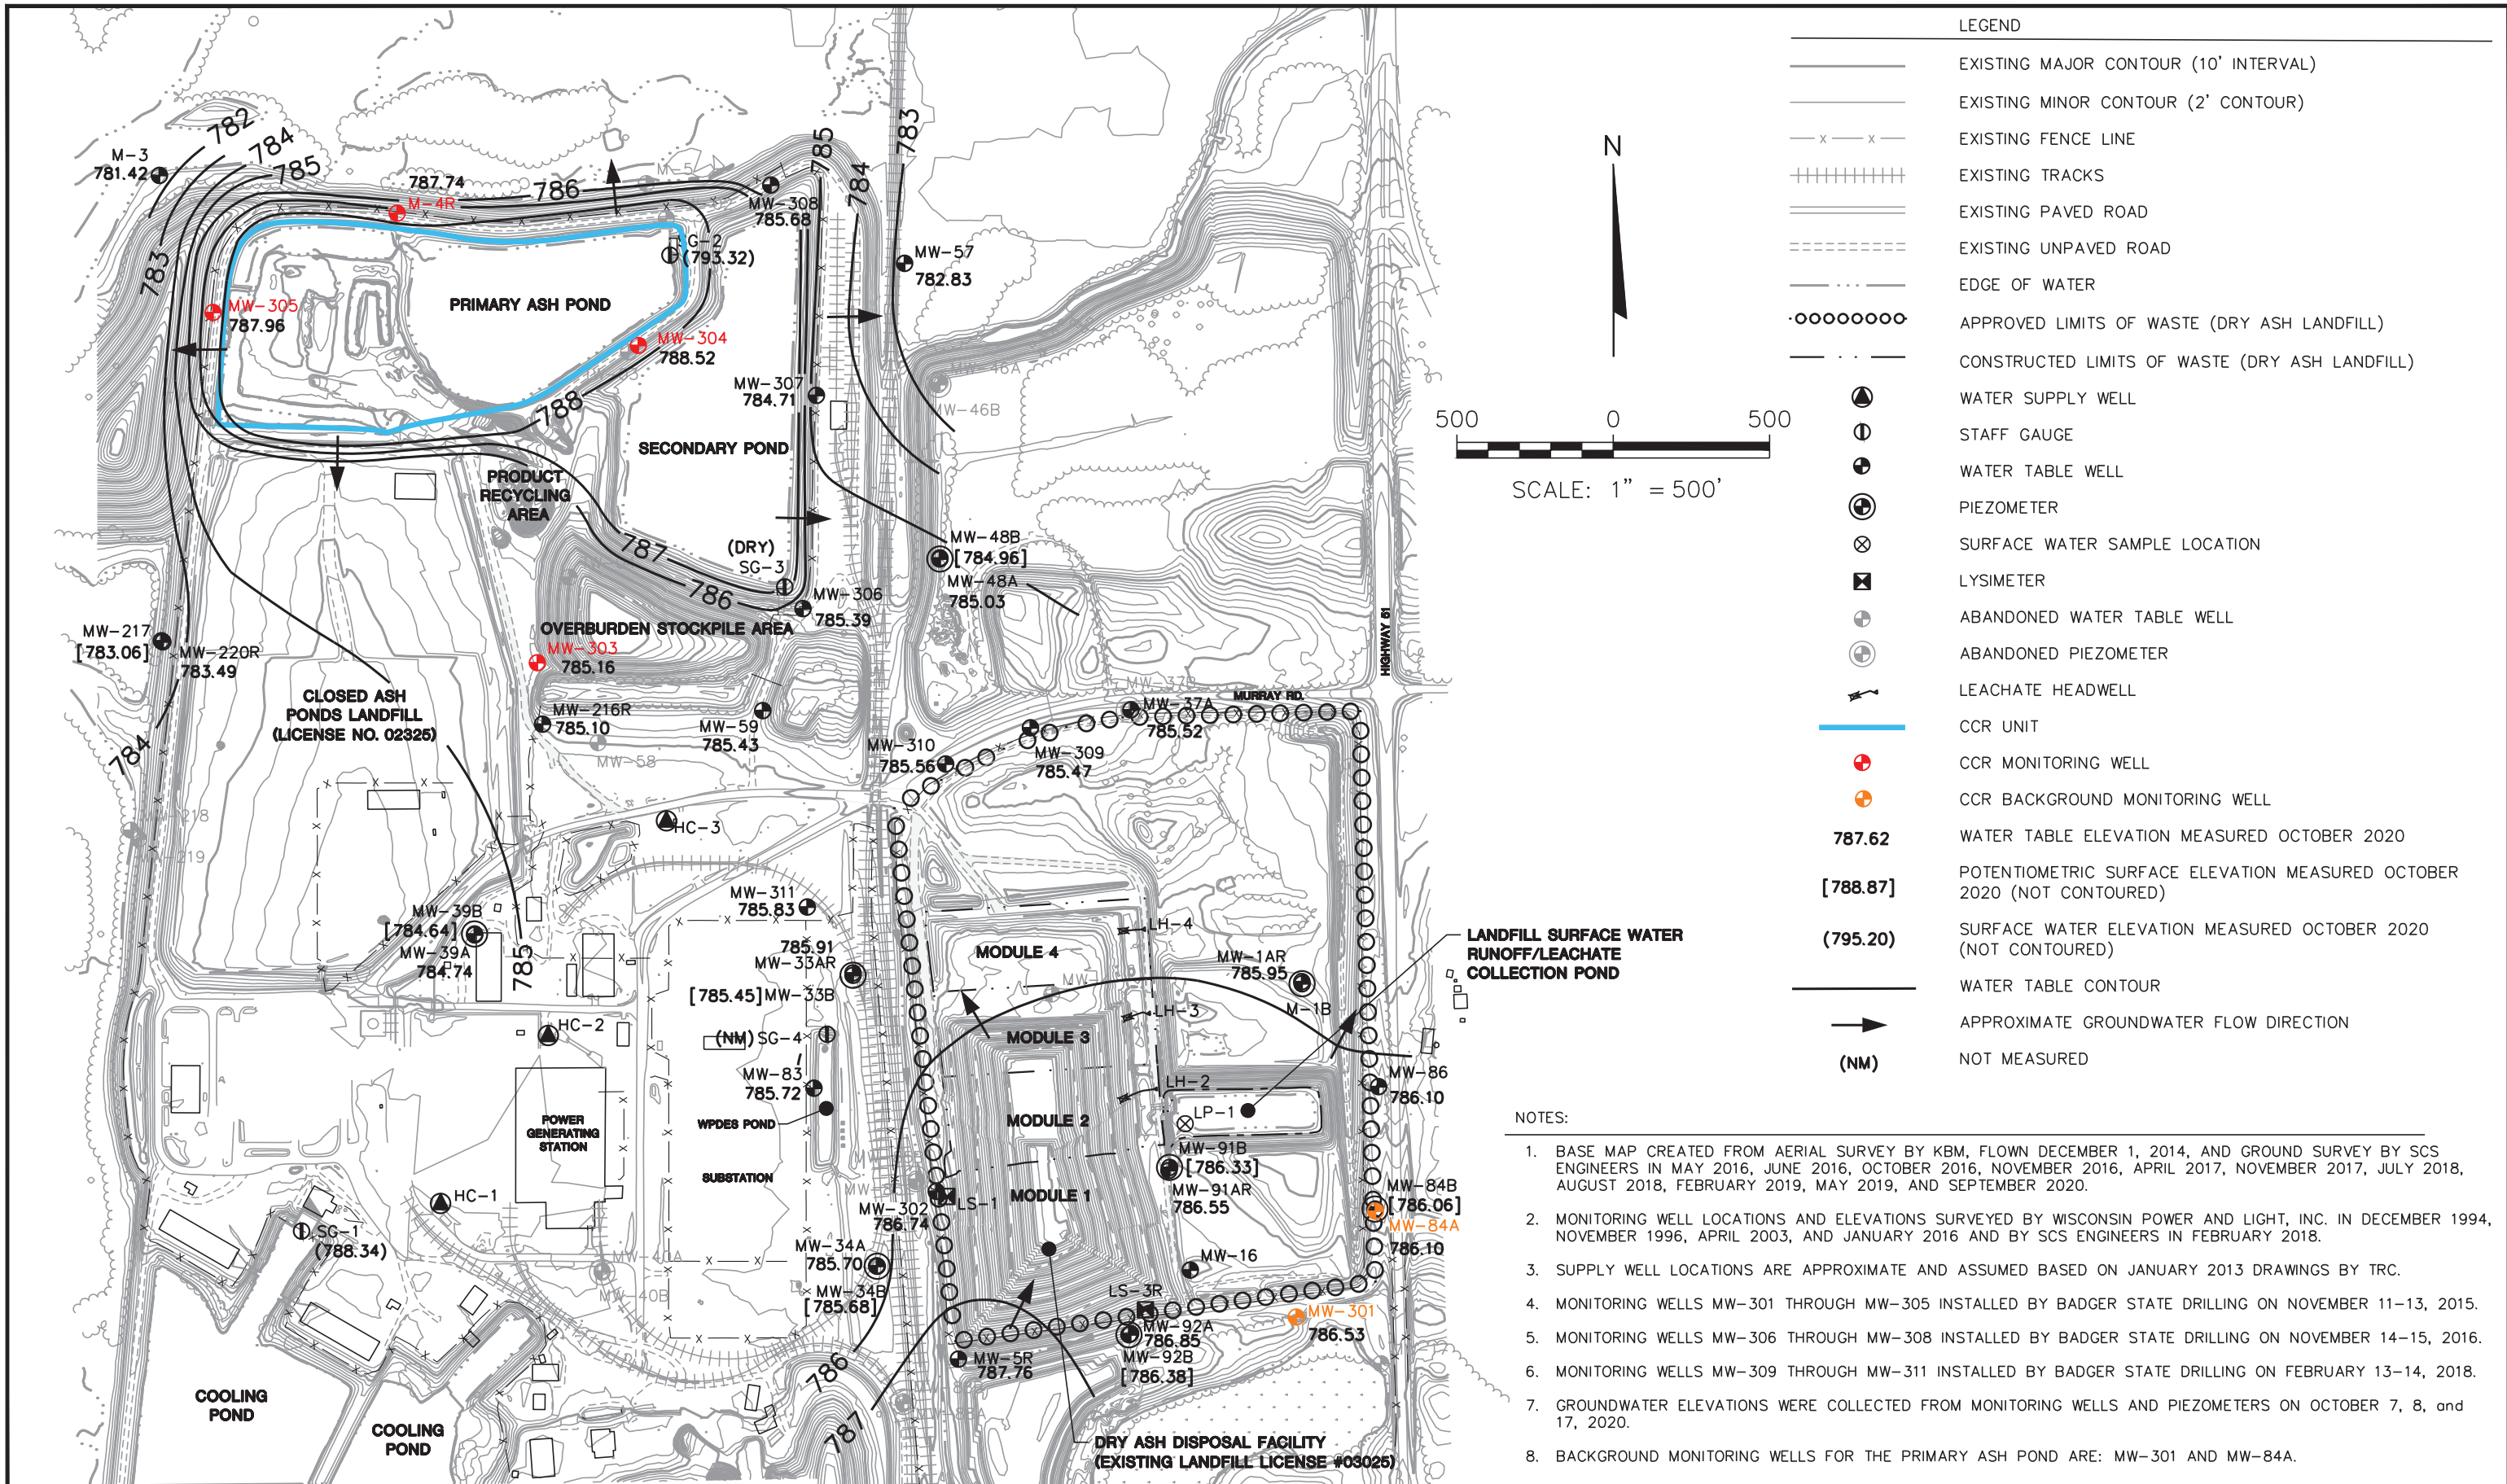 782
784
785
M-3
781.42
787.74
M-4R
786
M-5
785
783
784
MW-308
785.68
SG-2
(793.32)
MW-57
782.83
783
MW-305
787.96
PRIMARY ASH POND
MW-304
788.52
MW-46A
MW-46B
MW-307
784.71
788
SECONDARY POND
PRODUCT
RECYCLING
AREA
787
786
(DRY)
SG-3
MW-48B
[784.96]
MW-48A
785.03
MW-306
785.39
OVERBURDEN STOCKPILE AREA
MW-303
785.16
MW-217
[783.06]
MW-220R
783.49
CLOSED ASH
PONDS LANDFILL
(LICENSE NO. 02325)
784
MW-216R
785.10
MW-58
MW-59
785.43
MW-37B
MW-37A
785.52
MURRAY RD.
HIGHWAY 51
MW-310
785.56
MW-309
785.47
HC-3
MW-311
785.83
MW-39B
[784.64]
MW-39A
784.74
785
785.91
MW-33AR
[785.45] MW-33B
MODULE 4
LH-4
MW-1AR
785.95
M-1B
LANDFILL SURFACE WATER
RUNOFF/LEACHATE
COLLECTION POND
HC-2
(NM) SG-4
MODULE 3
LH-3
MW-83
785.72
WPDES POND
POWER
GENERATING
STATION
SUBSTATION
LH-2
MODULE 2
LP-1
MW-86
786.10
MW-91B
[786.33]
MW-91AR
786.55
MODULE 1
MW-84B
[786.06]
MW-84A
786.10
HC-1
SG-1
(788.34)
MW-302
786.74
LS-1
MW-34A
785.70
MW-34B
[785.68]
MW-40A
MW-40B
MW-16
LS-3R
MW-301
786.53
MW-92A
786.85
MW-92B
[786.38]
MW-5R
787.76
786
787
COOLING
POND
COOLING
POND
DRY ASH DISPOSAL FACILITY
(EXISTING LANDFILL LICENSE #03025)
N
500
0
500
SCALE: 1" = 500'
LEGEND
EXISTING MAJOR CONTOUR (10' INTERVAL)
EXISTING MINOR CONTOUR (2' CONTOUR)
EXISTING FENCE LINE
EXISTING TRACKS
EXISTING PAVED ROAD
EXISTING UNPAVED ROAD
EDGE OF WATER
APPROVED LIMITS OF WASTE (DRY ASH LANDFILL)
CONSTRUCTED LIMITS OF WASTE (DRY ASH LANDFILL)
WATER SUPPLY WELL
STAFF GAUGE
WATER TABLE WELL
PIEZOMETER
SURFACE WATER SAMPLE LOCATION
LYSIMETER
ABANDONED WATER TABLE WELL
ABANDONED PIEZOMETER
LEACHATE HEADWELL
CCR UNIT
CCR MONITORING WELL
CCR BACKGROUND MONITORING WELL
787.62 WATER TABLE ELEVATION MEASURED OCTOBER 2020
[788.87] POTENTIOMETRIC SURFACE ELEVATION MEASURED OCTOBER
2020 (NOT CONTOURED)
(795.20) SURFACE WATER ELEVATION MEASURED OCTOBER 2020
(NOT CONTOURED)
WATER TABLE CONTOUR
APPROXIMATE GROUNDWATER FLOW DIRECTION
(NM) NOT MEASURED
NOTES:
1. BASE MAP CREATED FROM AERIAL SURVEY BY KBM, FLOWN DECEMBER 1, 2014, AND GROUND SURVEY BY SCS
ENGINEERS IN MAY 2016, JUNE 2016, OCTOBER 2016, NOVEMBER 2016, APRIL 2017, NOVEMBER 2017, JULY 2018,
AUGUST 2018, FEBRUARY 2019, MAY 2019, AND SEPTEMBER 2020.
2. MONITORING WELL LOCATIONS AND ELEVATIONS SURVEYED BY WISCONSIN POWER AND LIGHT, INC. IN DECEMBER 1994,
NOVEMBER 1996, APRIL 2003, AND JANUARY 2016 AND BY SCS ENGINEERS IN FEBRUARY 2018.
3. SUPPLY WELL LOCATIONS ARE APPROXIMATE AND ASSUMED BASED ON JANUARY 2013 DRAWINGS BY TRC.
4. MONITORING WELLS MW-301 THROUGH MW-305 INSTALLED BY BADGER STATE DRILLING ON NOVEMBER 11-13, 2015.
5. MONITORING WELLS MW-306 THROUGH MW-308 INSTALLED BY BADGER STATE DRILLING ON NOVEMBER 14-15, 2016.
6. MONITORING WELLS MW-309 THROUGH MW-311 INSTALLED BY BADGER STATE DRILLING ON FEBRUARY 13-14, 2018.
7. GROUNDWATER ELEVATIONS WERE COLLECTED FROM MONITORING WELLS AND PIEZOMETERS ON OCTOBER 7, 8, and
17, 2020.
8. BACKGROUND MONITORING WELLS FOR THE PRIMARY ASH POND ARE: MW-301 AND MW-84A.